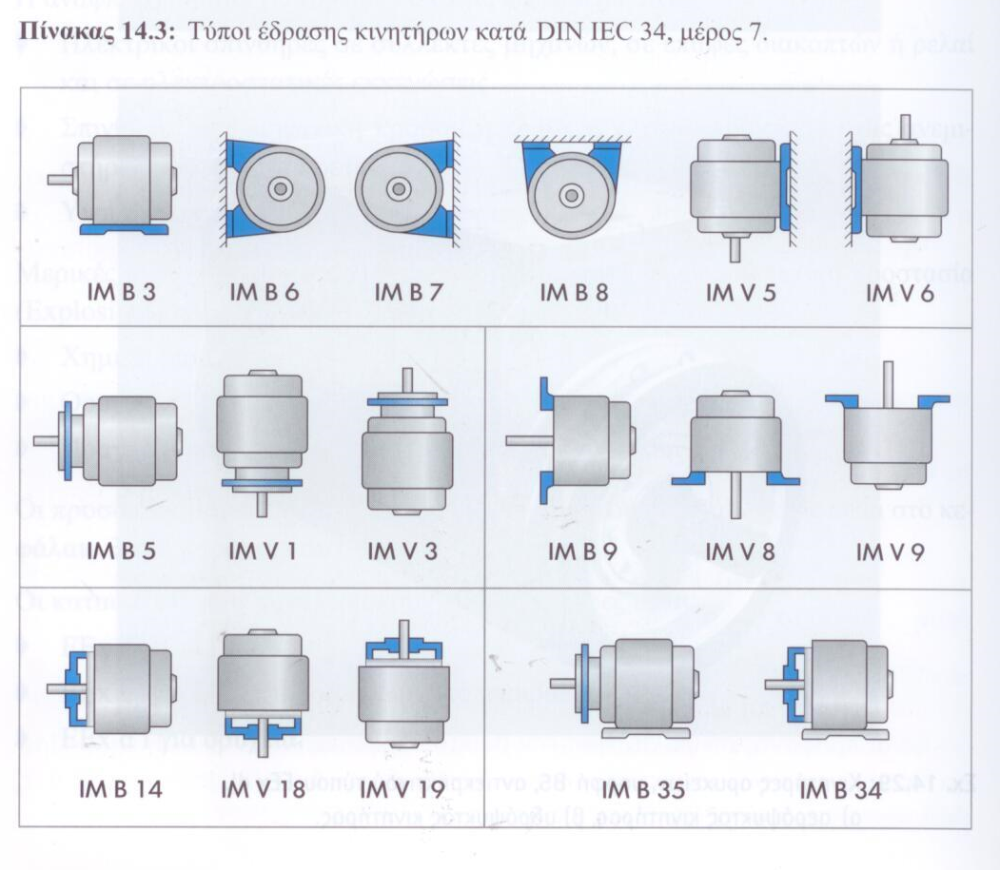 Πίνακας 14.3: Τύποι έδρασης κινητήρων κατά DIN IEC 34, μέρος 7.
IM B 3 IM B 6 IM B 7 IM B 8 IM V 5 IM V 6
IM B 5 IM V 1 IM V 3 IM B 9 IM V 8 IM V 9
IM B 14 IM V 18 IM V 19 IM B 35 IM B 34